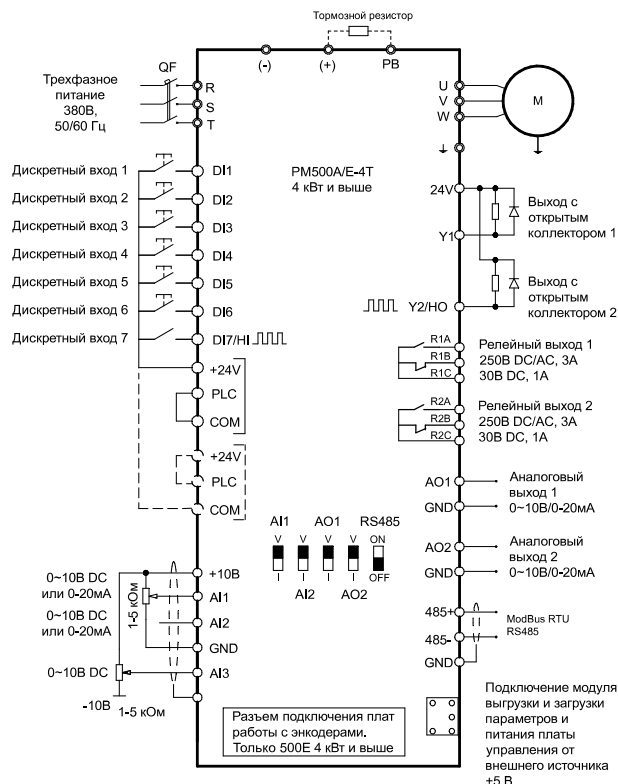 Тормозной резистор
(-)
(+)
PB
QF
Трехфазное
питание
380В,
50/60 Гц
R
S
T
U
V
W
M
PM500A/E-4T
4 кВт и выше
Дискретный вход 1
DI1
Дискретный вход 2
DI2
Дискретный вход 3
DI3
Дискретный вход 4
DI4
Дискретный вход 5
DI5
Дискретный вход 6
DI6
Дискретный вход 7
DI7/HI
+24V
PLC
COM
+24V
PLC
COM
24V
Y1
Выход с
открытым
коллектором 1
Y2/HO
Выход с
открытым
коллектором 2
R1A
R1B
R1C
Релейный выход 1
250В DC/AC, 3A
30В DC, 1A
R2A
R2B
R2C
Релейный выход 2
250В DC/AC, 3A
30В DC, 1A
AO1
GND
Аналоговый
выход 1
0~10В/0-20мА
AO2
GND
Аналоговый
выход 2
0~10В/0-20мА
AI1 AO1 RS485
V V V V ON
I I I I OFF
AI2 AO2
+10В
0~10В DC
или 0-20мА
1-5 кОм
AI1
0~10В DC
или 0-20мА
AI2
GND
0~10В DC
AI3
-10В
1-5 кОм
485+
485-
GND
ModBus RTU
RS485
Разъем подключения плат
работы с энкодерами.
Только 500E 4 кВт и выше
Подключение модуля
выгрузки и загрузки
параметров и
питания платы
управления от
внешнего источника
+5 В